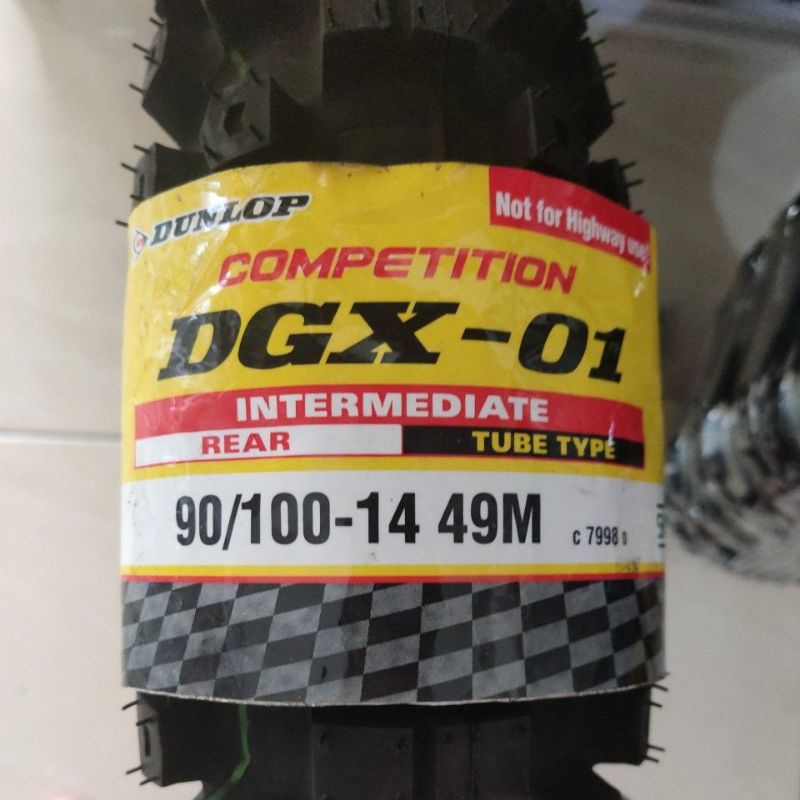 DUNLOP
Not for Highway use!
COMPETITION
DGX-01
INTERMEDIATE
REAR
TUBE TYPE
90/100-14 49M
C 7998